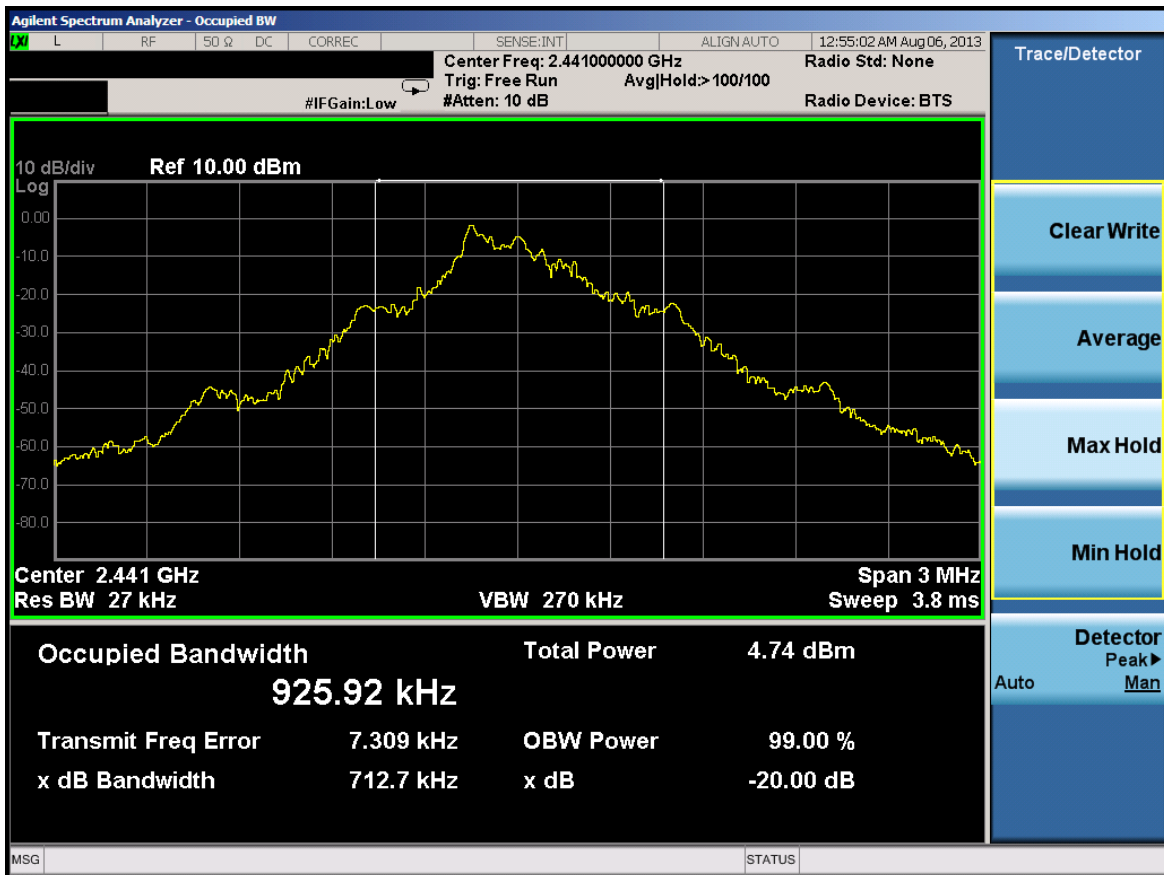 Agilent Spectrum Analyzer - Occupied BW
LXI L RF 50 Ω DC CORREC SENSE:INT ALIGN AUTO 12:55:02 AM Aug 06, 2013
Center Freq: 2.441000000 GHz Radio Std: None
Trig: Free Run Avg|Hold:>100/100
#IFGain:Low #Atten: 10 dB Radio Device: BTS
10 dB/div Ref 10.00 dBm
Log
0.00
-10.0
-20.0
-30.0
-40.0
-50.0
-60.0
-70.0
-80.0
Center 2.441 GHz Span 3 MHz
Res BW 27 kHz VBW 270 kHz Sweep 3.8 ms
Occupied Bandwidth Total Power 4.74 dBm
925.92 kHz
Transmit Freq Error 7.309 kHz OBW Power 99.00 %
x dB Bandwidth 712.7 kHz x dB -20.00 dB
MSG STATUS
Trace/Detector
Clear Write
Average
Max Hold
Min Hold
Detector
Peak▶
Auto Man